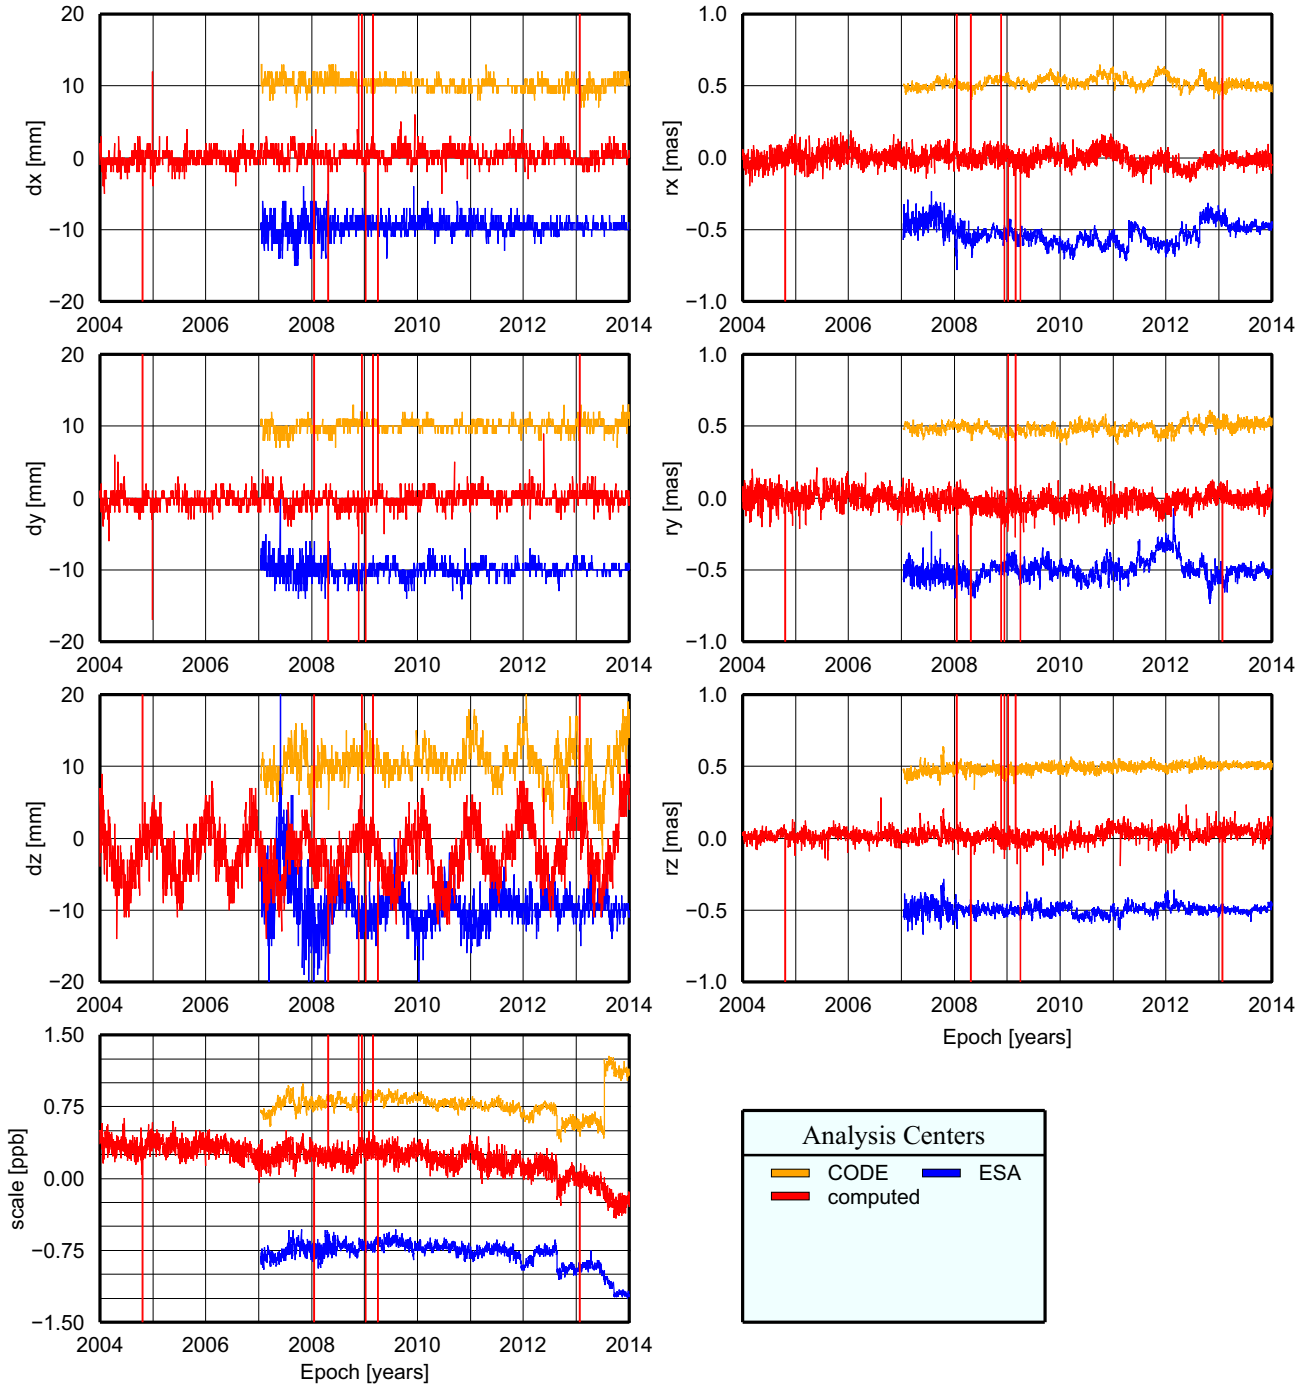 20
10
0
−10
−20
dx [mm]
2004 2006 2008 2010 2012 2014
1.0
0.5
0.0
−0.5
−1.0
rx [mas]
2004 2006 2008 2010 2012 2014
20
10
0
−10
−20
dy [mm]
2004 2006 2008 2010 2012 2014
1.0
0.5
0.0
−0.5
−1.0
ry [mas]
2004 2006 2008 2010 2012 2014
20
10
0
−10
−20
dz [mm]
2004 2006 2008 2010 2012 2014
1.0
0.5
0.0
−0.5
−1.0
rz [mas]
2004 2006 2008 2010 2012 2014
Epoch [years]
1.50
0.75
0.00
−0.75
−1.50
scale [ppb]
2004 2006 2008 2010 2012 2014
Epoch [years]
Analysis Centers
CODE ESA
computed